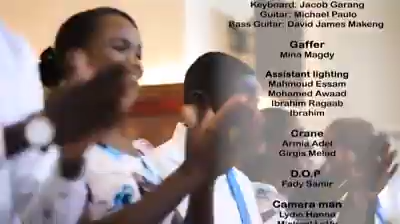 Keyboard: Jacob Garang
Guitar: Michael Paulo
Bass Guitar: David James Makeng
Gaffer
Mina Magdy
Assistant lighting
Mahmoud Essam
Mohamed Awaad
Ibrahim Ragaab
Ibrahim
Crane
Armia Adel
Girgis Melad
D.O.P
Fady Samir
Camera man
Lydia Hanna